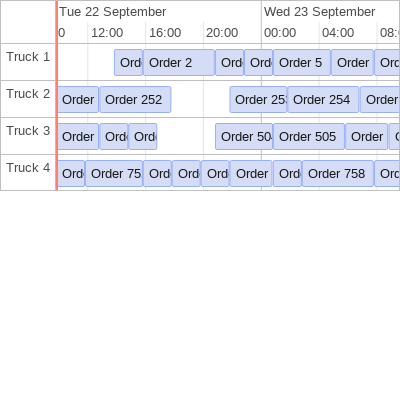 Tue 22 September Wed 23 September
0 12:00 16:00 20:00 00:00 04:00 08:
Truck 1 Ord Order 2 Ord Ord Order 5 Order Ord
Truck 2 Order Order 252 Order 253 Order 254 Order
Truck 3 Order Ord Ord Order 504 Order 505 Order
Truck 4 Ord Order 75 Ord Ord Ord Order Ord Order 758 Ord